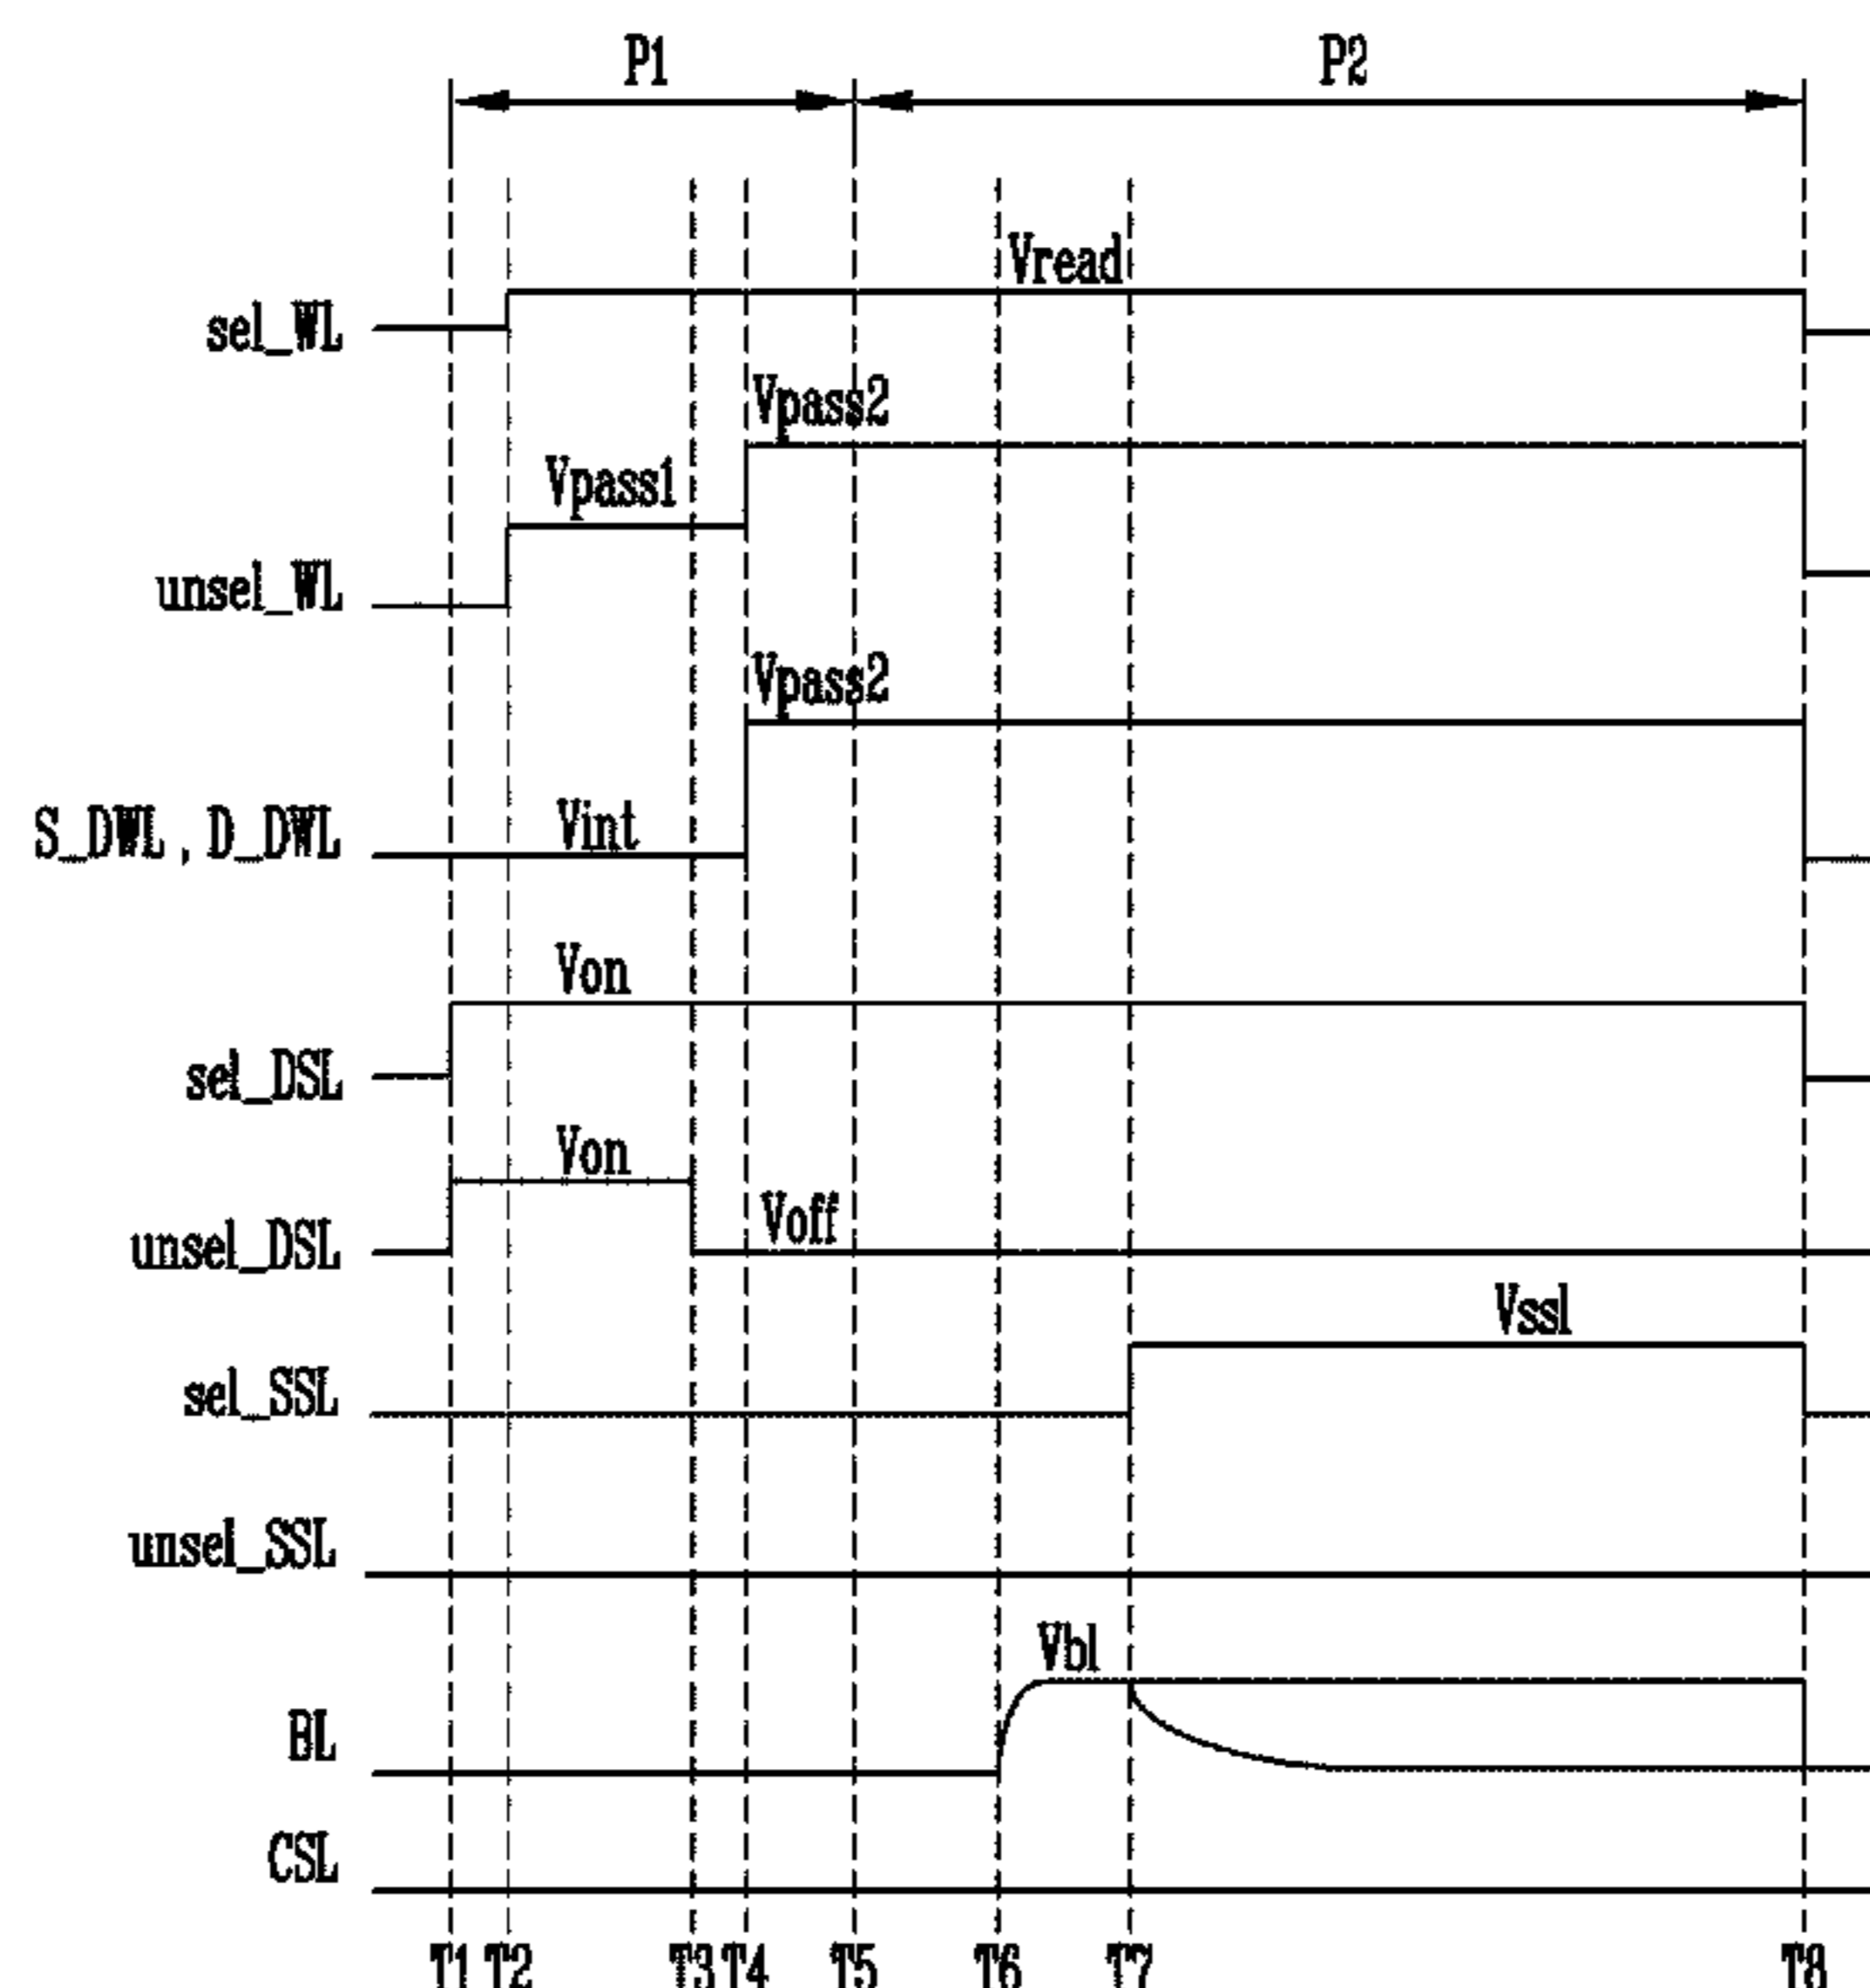 P1 P2
Vread
sel_WL
Vpass2
Vpass1
unsel_WL
Vpass2
S_DWL , D_DWL Vint
Von
sel_DSL
Von
Voff
unsel_DSL
Vssl
sel_SSL
unsel_SSL
Vbl
BL
CSL
T1 T2 T3 T4 T5 T6 T7 T8